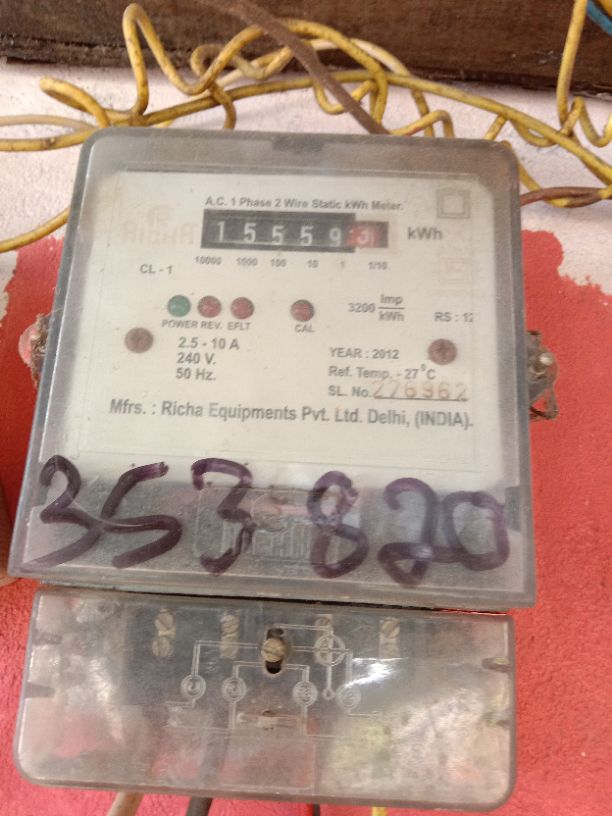 A.C. 1 Phase 2 Wire Static kWh Meter.
RICHA 155593 kWh
10000 1000 100 10 1 1/10
CL - 1
3200 Imp/kWh RS : 12
POWER REV. EFLT CAL
2.5 - 10 A
240 V.
50 Hz.
YEAR : 2012
Ref. Temp. - 27°C
SL. No. 276962
Mfrs. : Richa Equipments Pvt. Ltd. Delhi, (INDIA).
353820